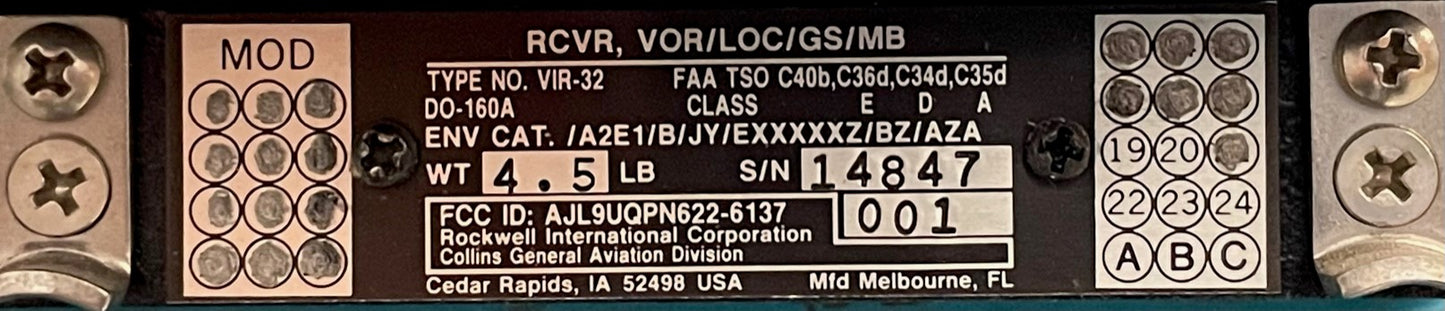 MOD
RCVR, VOR/LOC/GS/MB
TYPE NO. VIR-32 FAA TSO C40b,C36d,C34d,C35d
DO-160A CLASS E D A
ENV CAT. /A2E1/B/JY/EXXXXXZ/BZ/AZA
WT 4.5 LB S/N 14847
FCC ID: AJL9UQPN622-6137 001
Rockwell International Corporation
Collins General Aviation Division
Cedar Rapids, IA 52498 USA Mfd Melbourne, FL
19 20
22 23 24
A B C